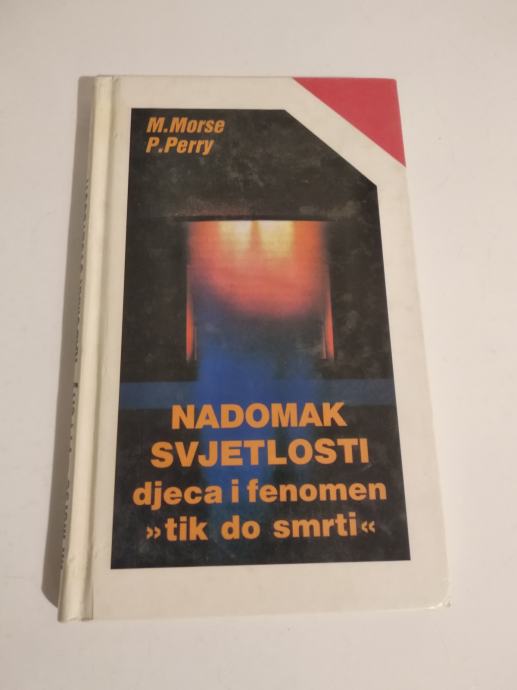 M.Morse
P.Perry
NADOMAK
SVJETLOSTI
djeca i fenomen
»tik do smrti«